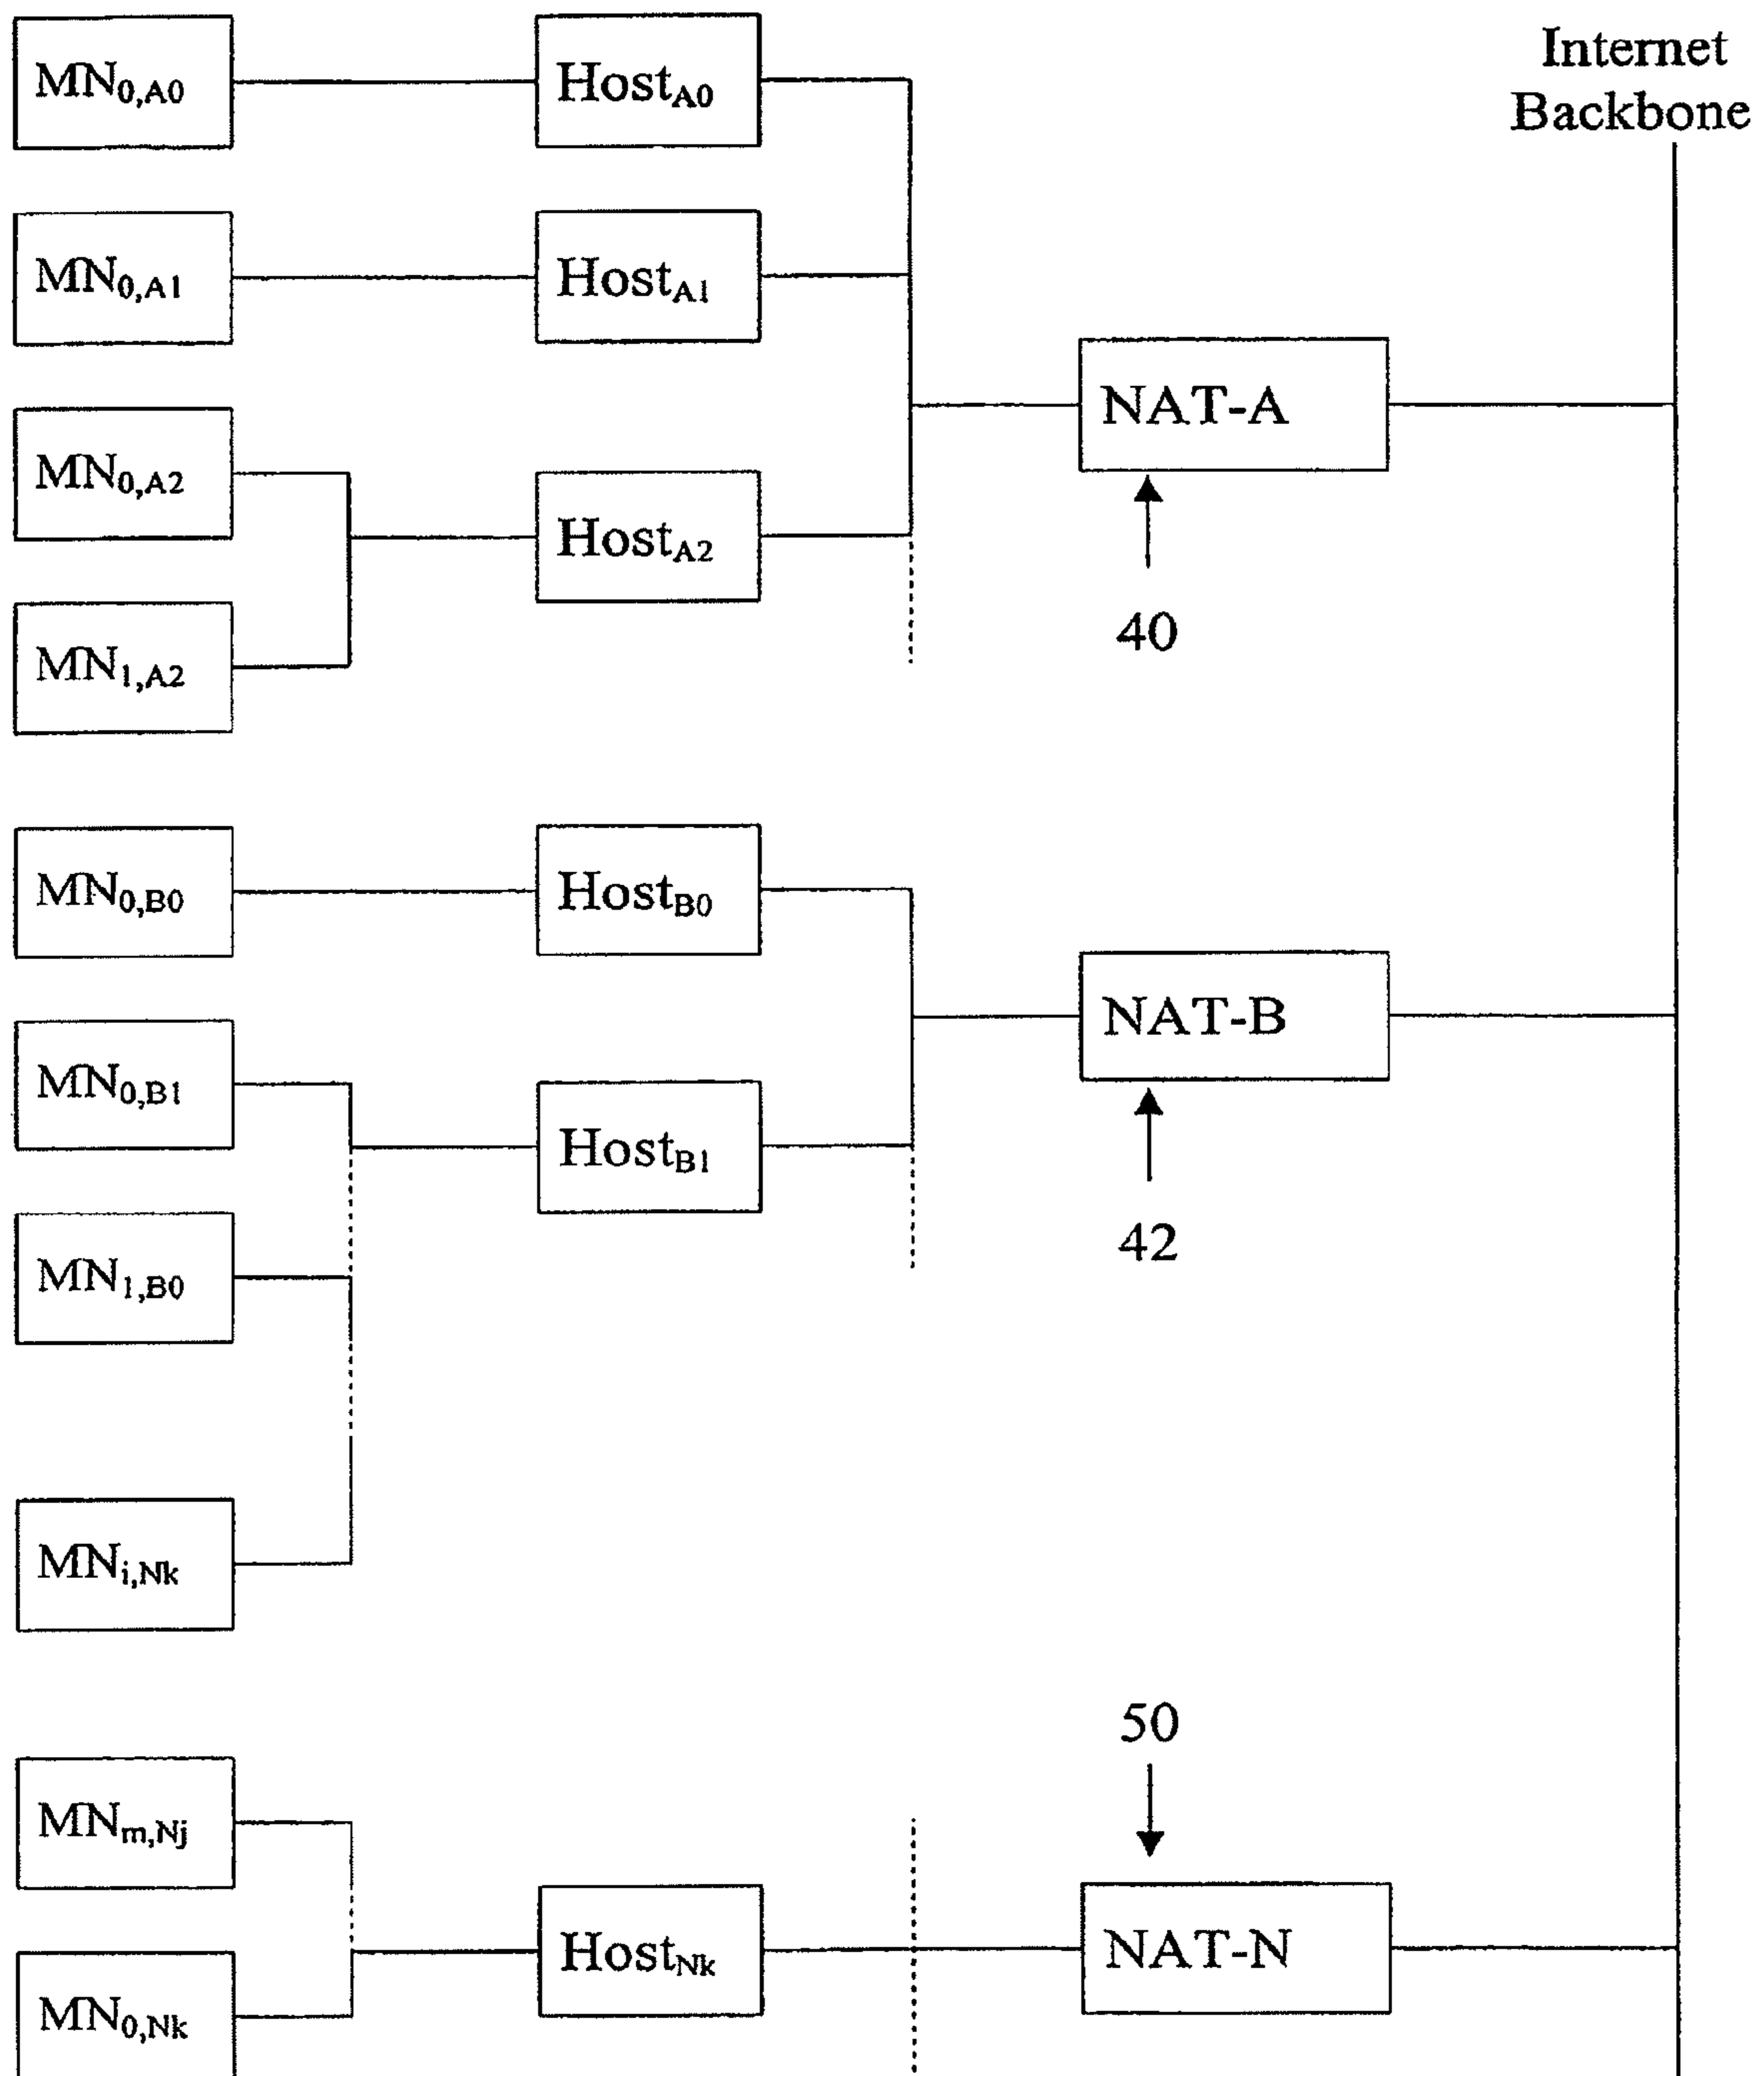 MN0,A0
HostA0
Internet
Backbone
MN0,A1
HostA1
MN0,A2
HostA2
NAT-A
40
MN1,A2
MN0,B0
HostB0
MN0,B1
HostB1
NAT-B
42
MN1,B0
MNi,Nk
50
MNm,Nj
HostNk
NAT-N
MN0,Nk